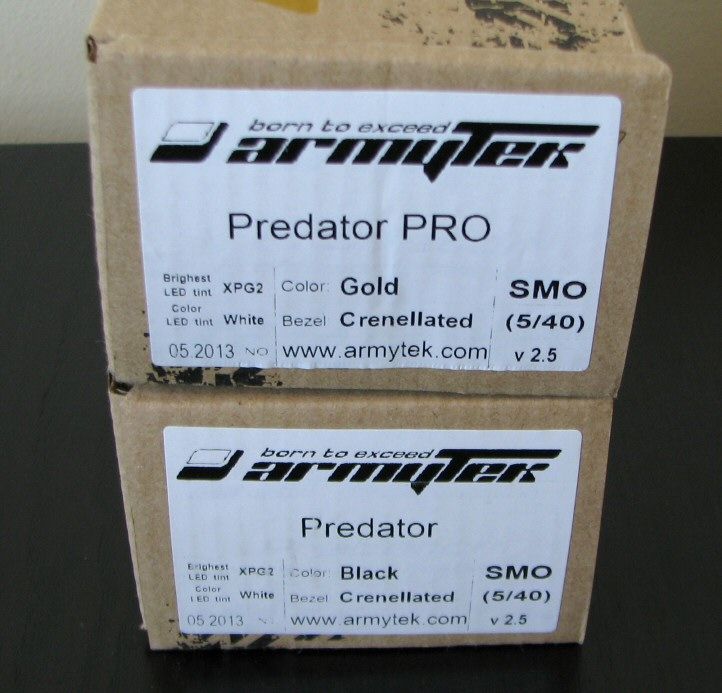 born to exceed
armytek
Predator PRO
Brighest LED tint XPG2 Color: Gold SMO
Color LED tint White Bezel Crenellated (5/40)
05.2013 NO www.armytek.com v 2.5
born to exceed
armytek
Predator
Brighest LED tint XPG2 Color: Black SMO
Color LED tint White Bezel Crenellated (5/40)
05.2013 www.armytek.com v 2.5